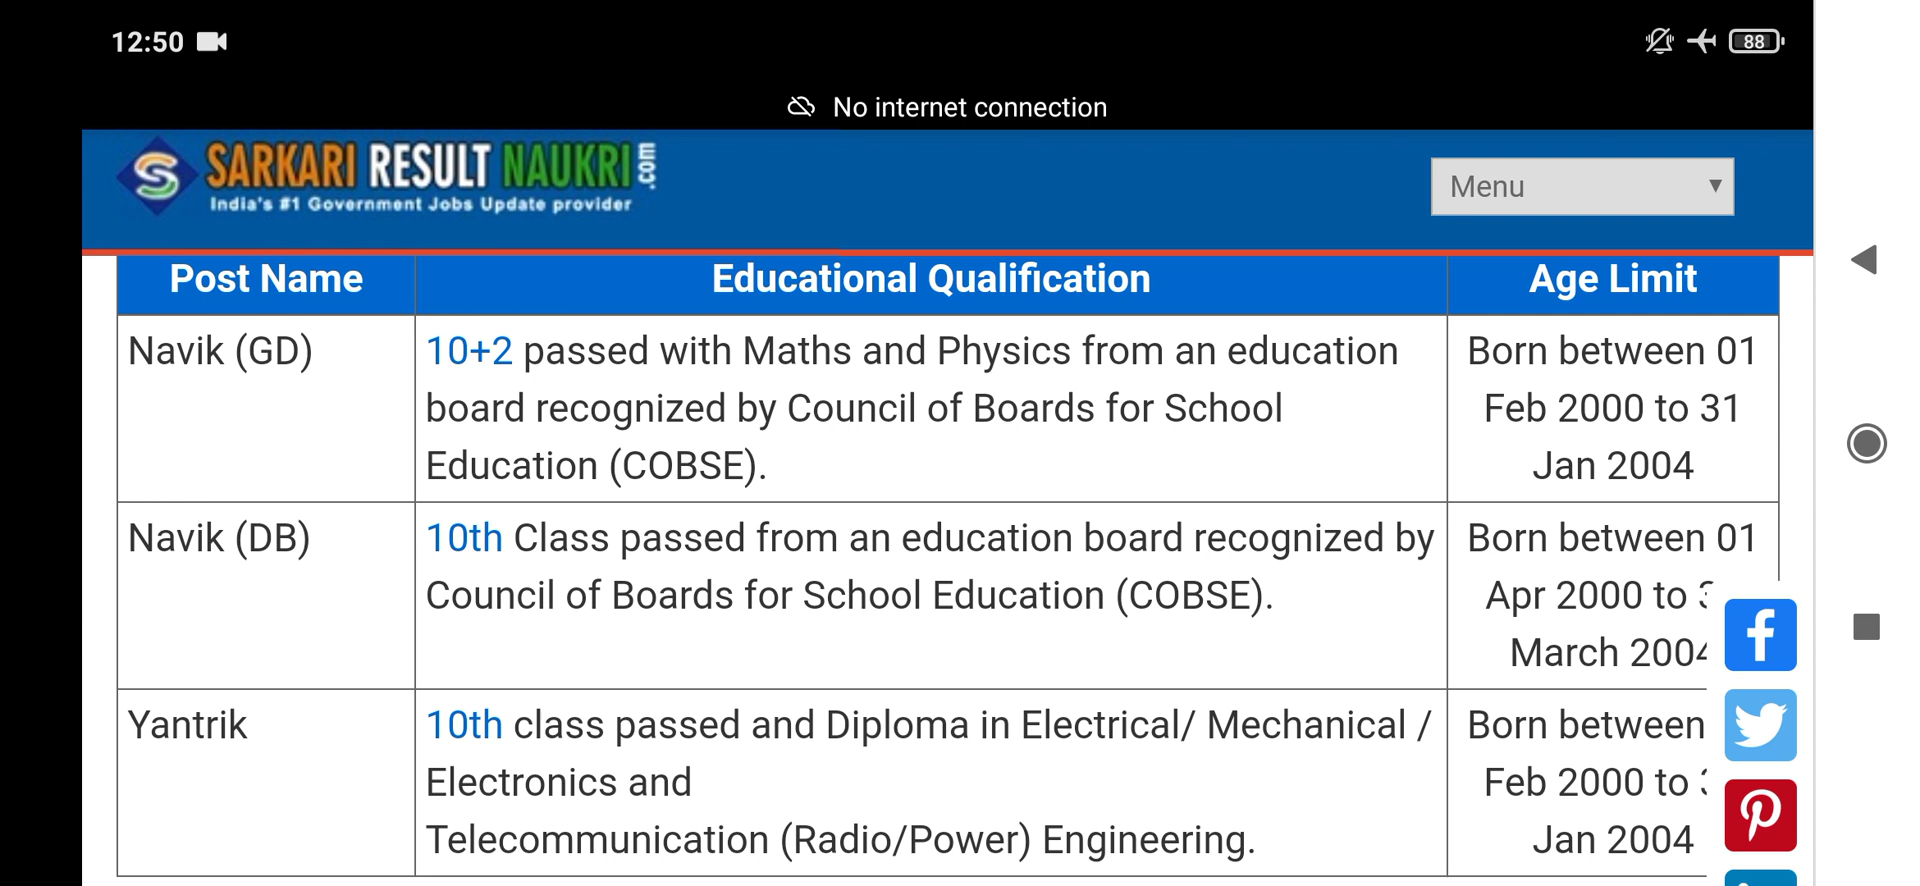 12:50
88
No internet connection
SARKARI RESULT NAUKRI.com
India's #1 Government Jobs Update provider
Menu
Post Name Educational Qualification Age Limit
Navik (GD)
10+2 passed with Maths and Physics from an education
board recognized by Council of Boards for School
Education (COBSE).
Born between 01
Feb 2000 to 31
Jan 2004
Navik (DB)
10th Class passed from an education board recognized by
Council of Boards for School Education (COBSE).
Born between 01
Apr 2000 to
March 2004
Yantrik
10th class passed and Diploma in Electrical/ Mechanical /
Electronics and
Telecommunication (Radio/Power) Engineering.
Born between
Feb 2000 to
Jan 2004